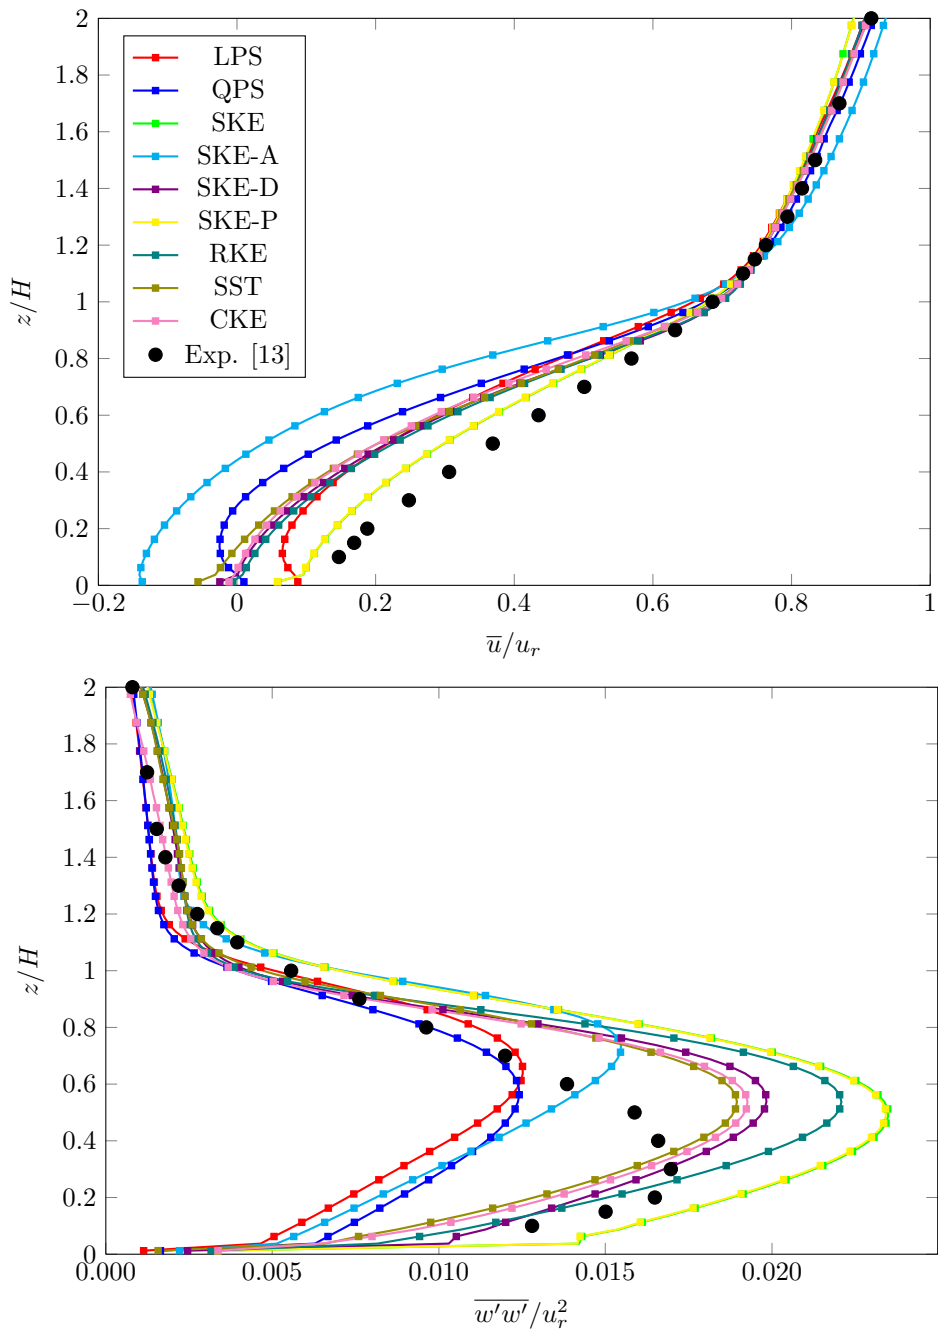 2
1.8
1.6
1.4
1.2
1
0.8
0.6
0.4
0.2
0
z/H
LPS
QPS
SKE
SKE-A
SKE-D
SKE-P
RKE
SST
CKE
Exp. [13]
−0.2 0 0.2 0.4 0.6 0.8 1
u̅/u_r
2
1.8
1.6
1.4
1.2
1
0.8
0.6
0.4
0.2
0
z/H
0.000 0.005 0.010 0.015 0.020
\overline{w′w′}/u_r^2